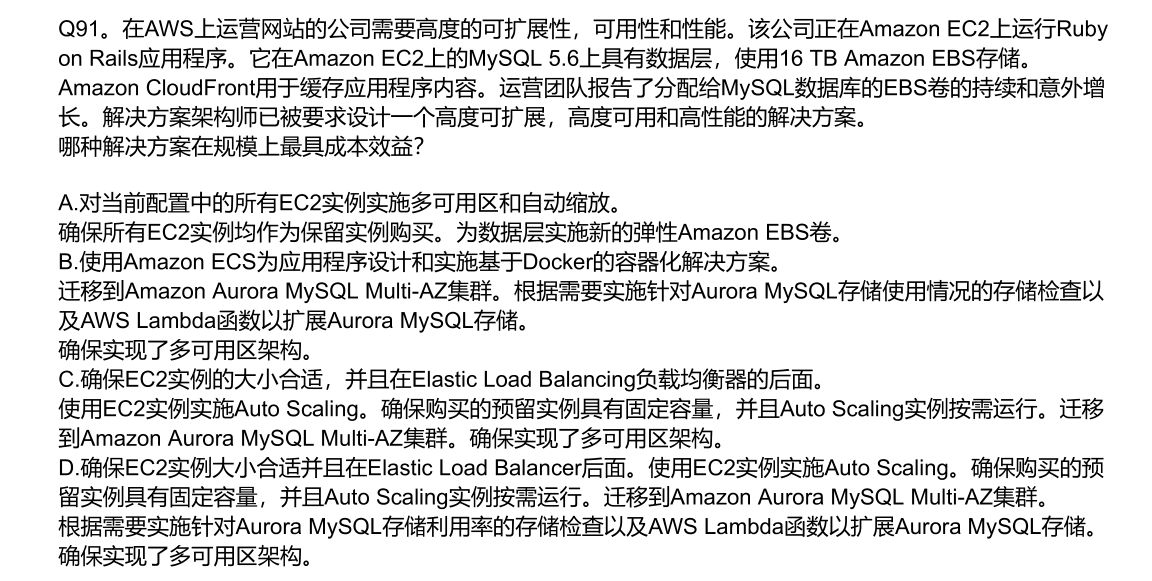 Q91。在AWS上运营网站的公司需要高度的可扩展性，可用性和性能。该公司正在Amazon EC2上运行Ruby
on Rails应用程序。它在Amazon EC2上的MySQL 5.6上具有数据层，使用16 TB Amazon EBS存储。
Amazon CloudFront用于缓存应用程序内容。运营团队报告了分配给MySQL数据库的EBS卷的持续和意外增
长。解决方案架构师已被要求设计一个高度可扩展，高度可用和高性能的解决方案。
哪种解决方案在规模上最具成本效益？
A.对当前配置中的所有EC2实例实施多可用区和自动缩放。
确保所有EC2实例均作为保留实例购买。为数据层实施新的弹性Amazon EBS卷。
B.使用Amazon ECS为应用程序设计和实施基于Docker的容器化解决方案。
迁移到Amazon Aurora MySQL Multi-AZ集群。根据需要实施针对Aurora MySQL存储使用情况的存储检查以
及AWS Lambda函数以扩展Aurora MySQL存储。
确保实现了多可用区架构。
C.确保EC2实例的大小合适，并且在Elastic Load Balancing负载均衡器的后面。
使用EC2实例实施Auto Scaling。确保购买的预留实例具有固定容量，并且Auto Scaling实例按需运行。迁移
到Amazon Aurora MySQL Multi-AZ集群。确保实现了多可用区架构。
D.确保EC2实例大小合适并且在Elastic Load Balancer后面。使用EC2实例实施Auto Scaling。确保购买的预
留实例具有固定容量，并且Auto Scaling实例按需运行。迁移到Amazon Aurora MySQL Multi-AZ集群。
根据需要实施针对Aurora MySQL存储利用率的存储检查以及AWS Lambda函数以扩展Aurora MySQL存储。
确保实现了多可用区架构。